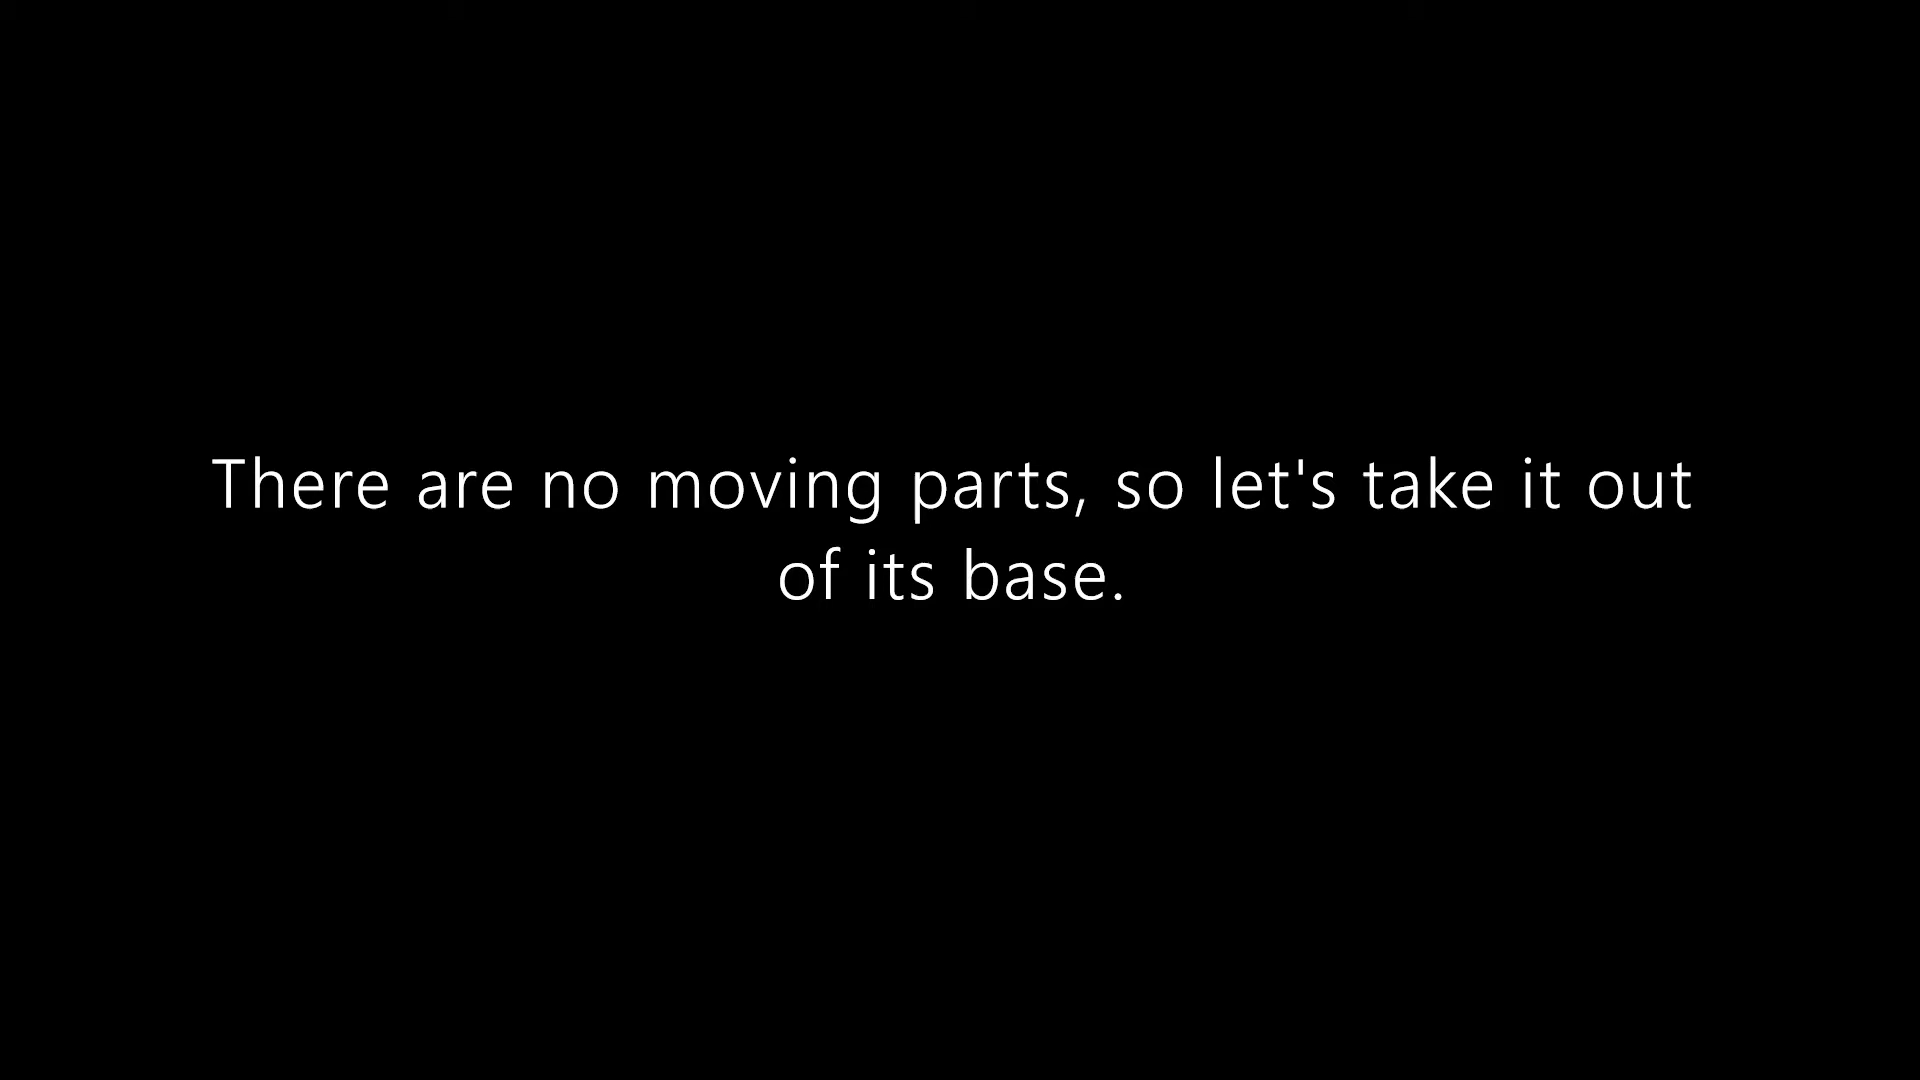 There are no moving parts, so let's take it out
of its base.